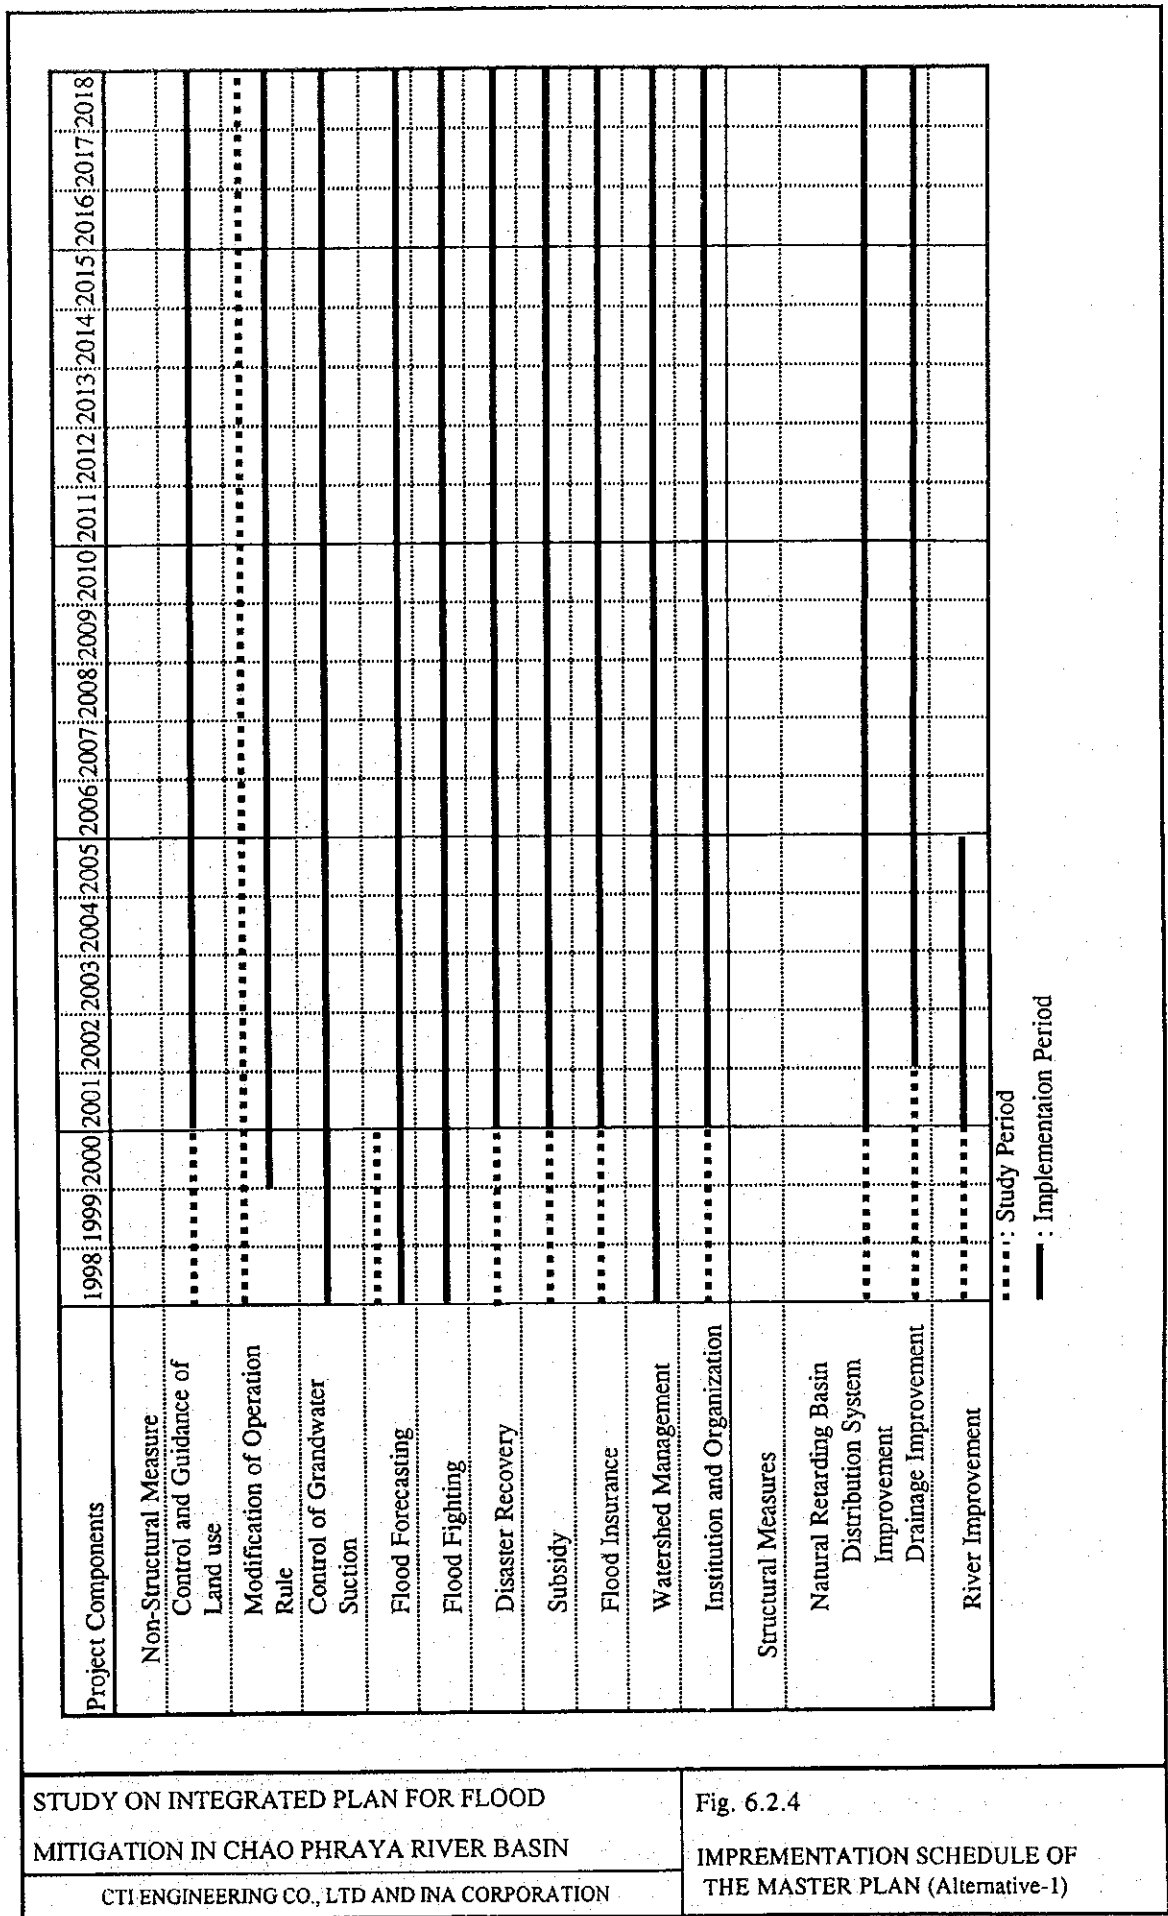 Project Components
1998 1999 2000 2001 2002 2003 2004 2005 2006 2007 2008 2009 2010 2011 2012 2013 2014 2015 2016 2017 2018
Non-Structural Measure
Control and Guidance of
Land use
Modification of Operation
Rule
Control of Grandwater
Suction
Flood Forecasting
Flood Fighting
Disaster Recovery
Subsidy
Flood Insurance
Watershed Management
Institution and Organization
Structural Measures
Natural Retarding Basin
Distribution System
Improvement
Drainage Improvement
River Improvement
: Study Period
: Implementaion Period
STUDY ON INTEGRATED PLAN FOR FLOOD
MITIGATION IN CHAO PHRAYA RIVER BASIN
CTI ENGINEERING CO., LTD AND INA CORPORATION
Fig. 6.2.4
IMPREMENTATION SCHEDULE OF
THE MASTER PLAN (Alternative-1)